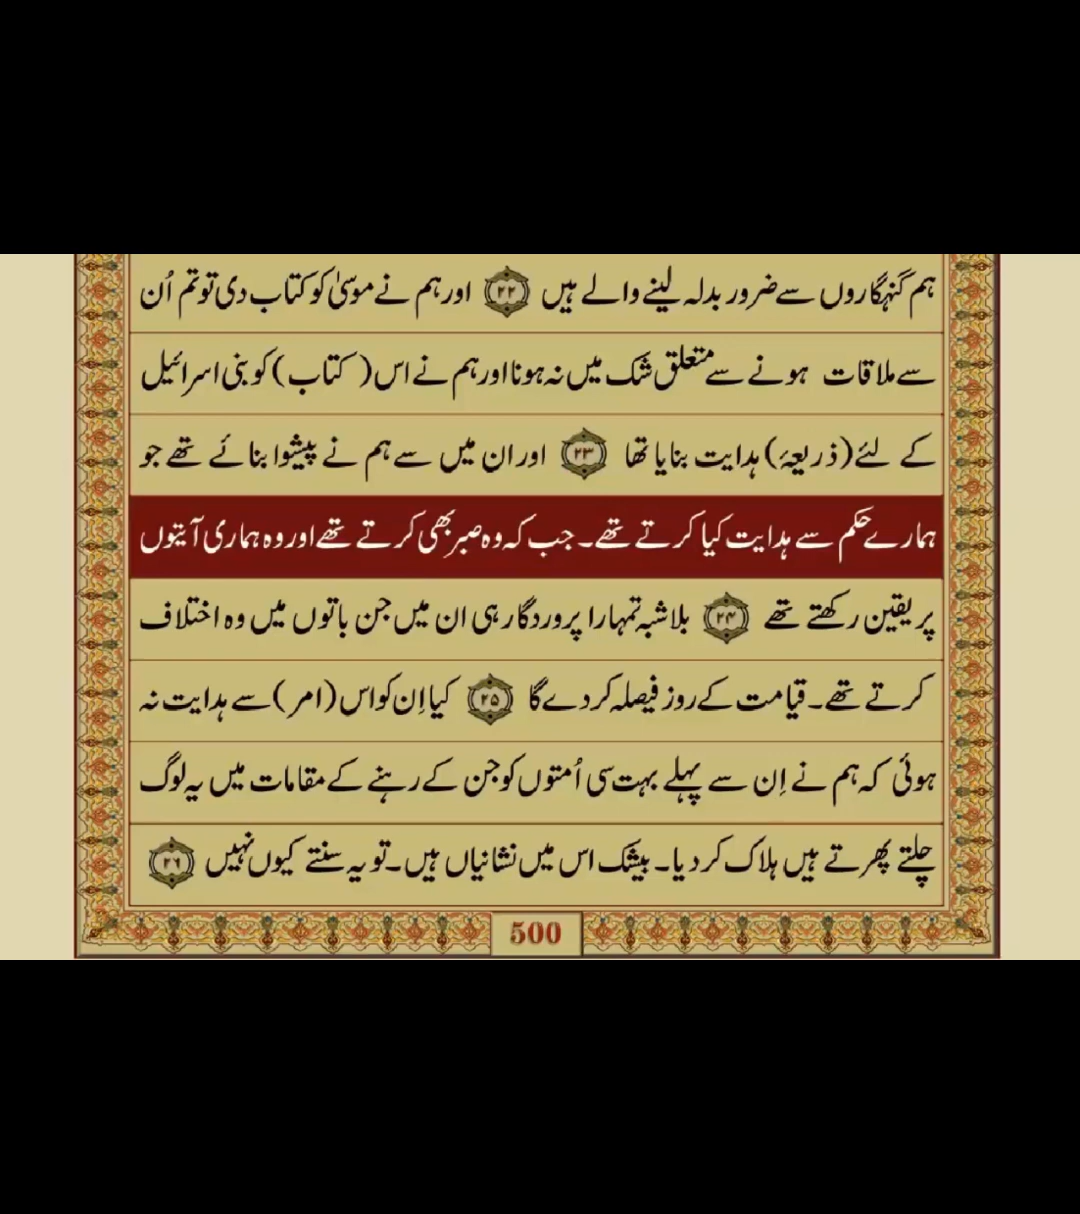 ہم گنہگاروں سے ضرور بدلہ لینے والے ہیں ۲۲ اور ہم نے موسیٰ کو کتاب دی تو تم اُن
سے ملاقات ہونے سے متعلق شک میں نہ ہونا اور ہم نے اس (کتاب) کو بنی اسرائیل
کے لئے (ذریعۂ) ہدایت بنایا تھا ۲۳ اور ان میں سے ہم نے پیشوا بنائے تھے جو
ہمارے حکم سے ہدایت کیا کرتے تھے۔ جب کہ وہ صبر بھی کرتے تھے اور وہ ہماری آیتوں
پر یقین رکھتے تھے ۲۴ بلاشبہ تمہارا پروردگار ہی ان میں جن باتوں میں وہ اختلاف
کرتے تھے۔ قیامت کے روز فیصلہ کر دے گا ۲۵ کیا اِن کو اس (امر) سے ہدایت نہ
ہوئی کہ ہم نے اِن سے پہلے بہت سی اُمتوں کو جن کے رہنے کے مقامات میں یہ لوگ
چلتے پھرتے ہیں ہلاک کر دیا۔ بیشک اس میں نشانیاں ہیں۔ تو یہ سنتے کیوں نہیں ۲۶
500